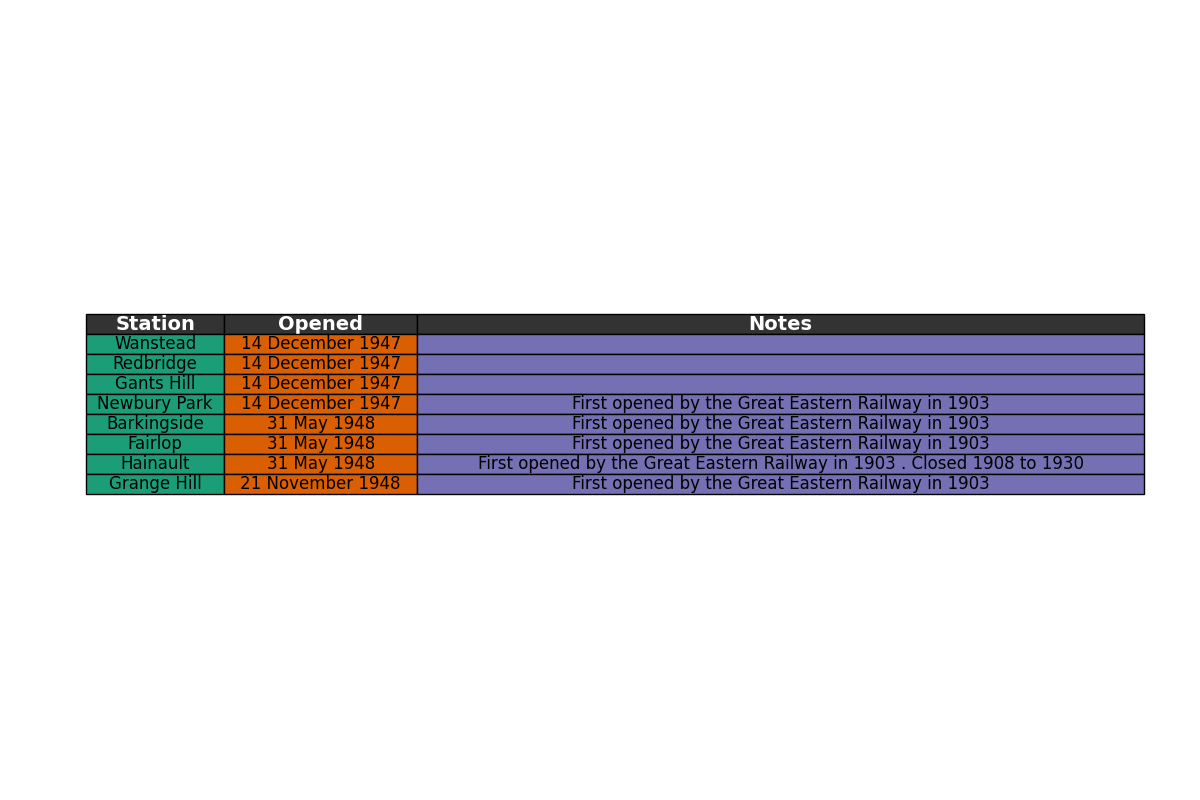 Station Opened Notes
Wanstead 14 December 1947
Redbridge 14 December 1947
Gants Hill 14 December 1947
Newbury Park 14 December 1947 First opened by the Great Eastern Railway in 1903
Barkingside 31 May 1948 First opened by the Great Eastern Railway in 1903
Fairlop 31 May 1948 First opened by the Great Eastern Railway in 1903
Hainault 31 May 1948 First opened by the Great Eastern Railway in 1903 . Closed 1908 to 1930
Grange Hill 21 November 1948 First opened by the Great Eastern Railway in 1903